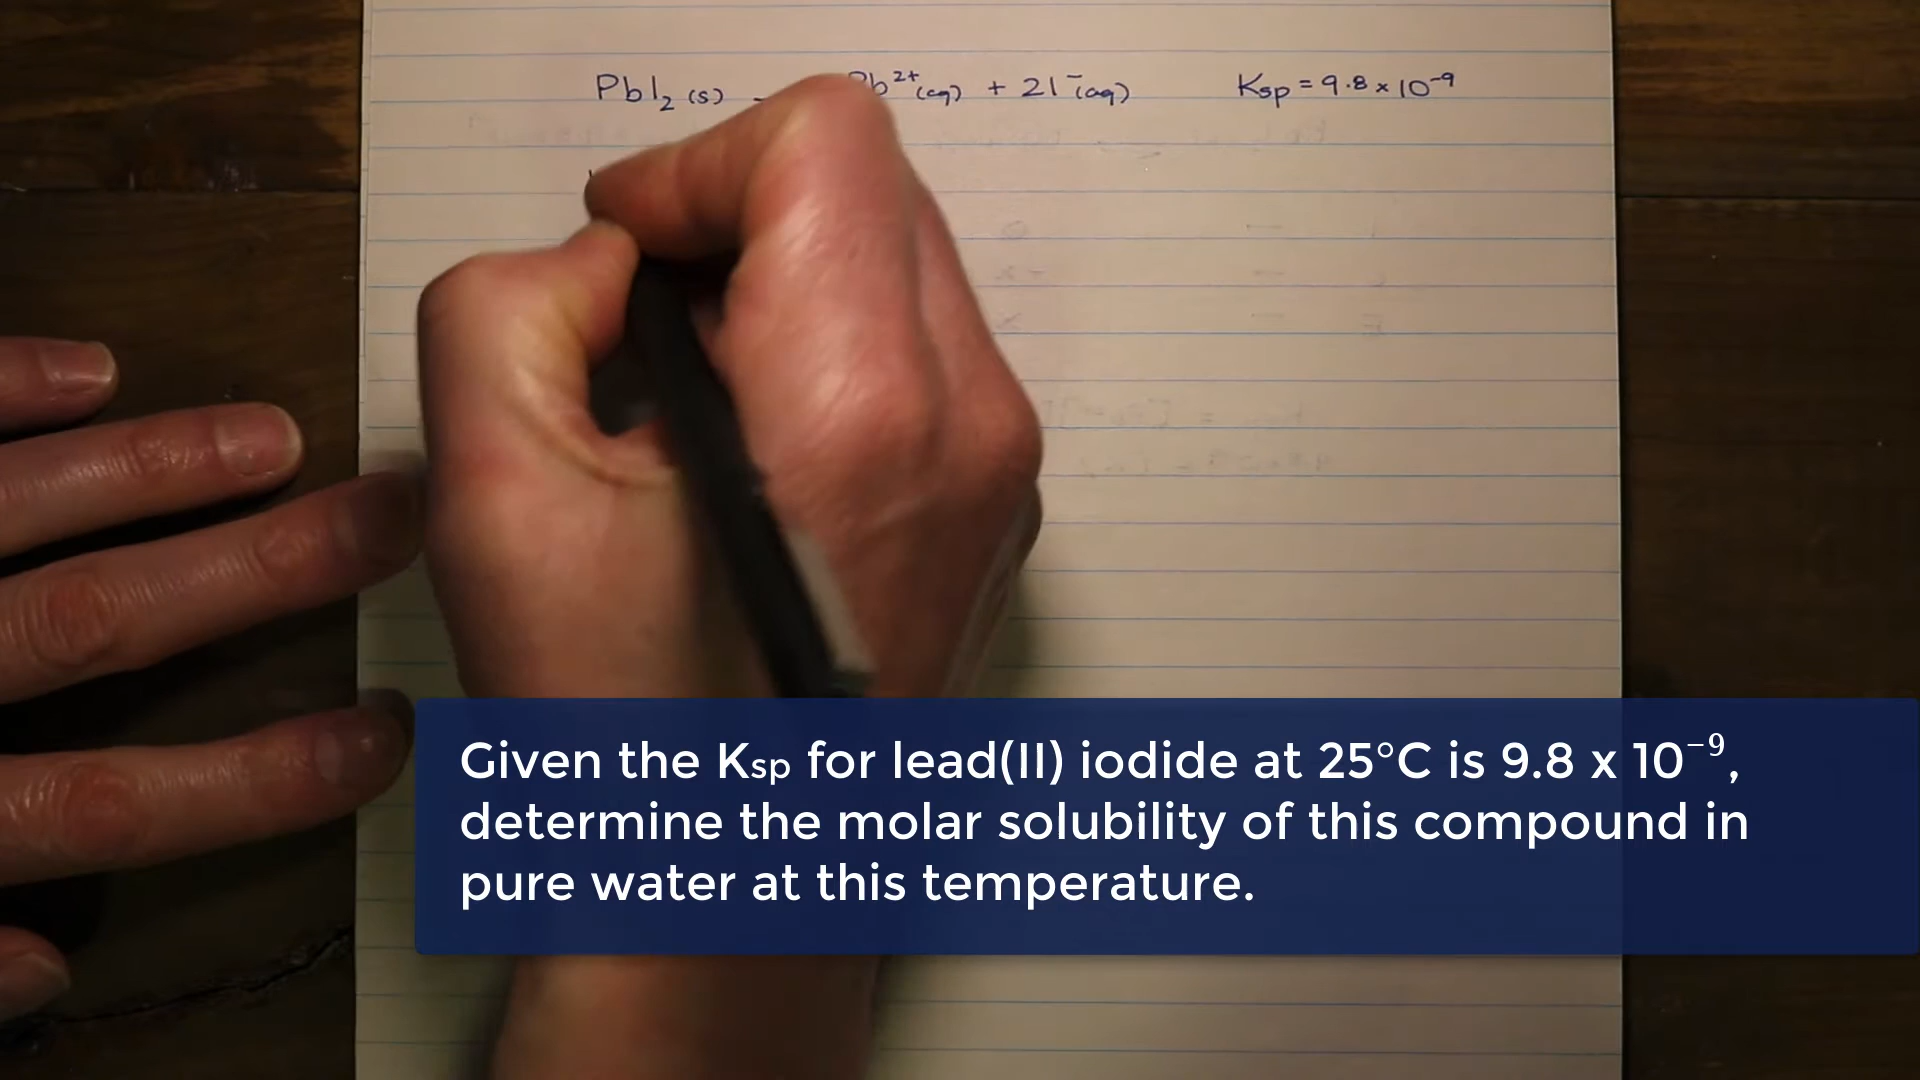 PbI₂ (s) Pb²⁺(aq) + 2I⁻(aq) Ksp = 9.8 × 10⁻⁹
Given the Ksp for lead(II) iodide at 25°C is 9.8 x 10⁻⁹,
determine the molar solubility of this compound in
pure water at this temperature.